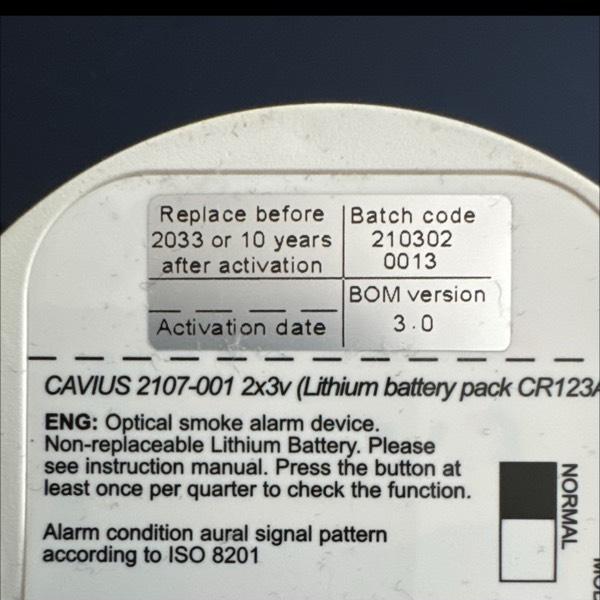 Replace before
2033 or 10 years
after activation
Batch code
210302
0013
Activation date
BOM version
3.0
CAVIUS 2107-001 2x3v (Lithium battery pack CR123A
ENG: Optical smoke alarm device.
Non-replaceable Lithium Battery. Please
see instruction manual. Press the button at
least once per quarter to check the function.
Alarm condition aural signal pattern
according to ISO 8201
NORMAL